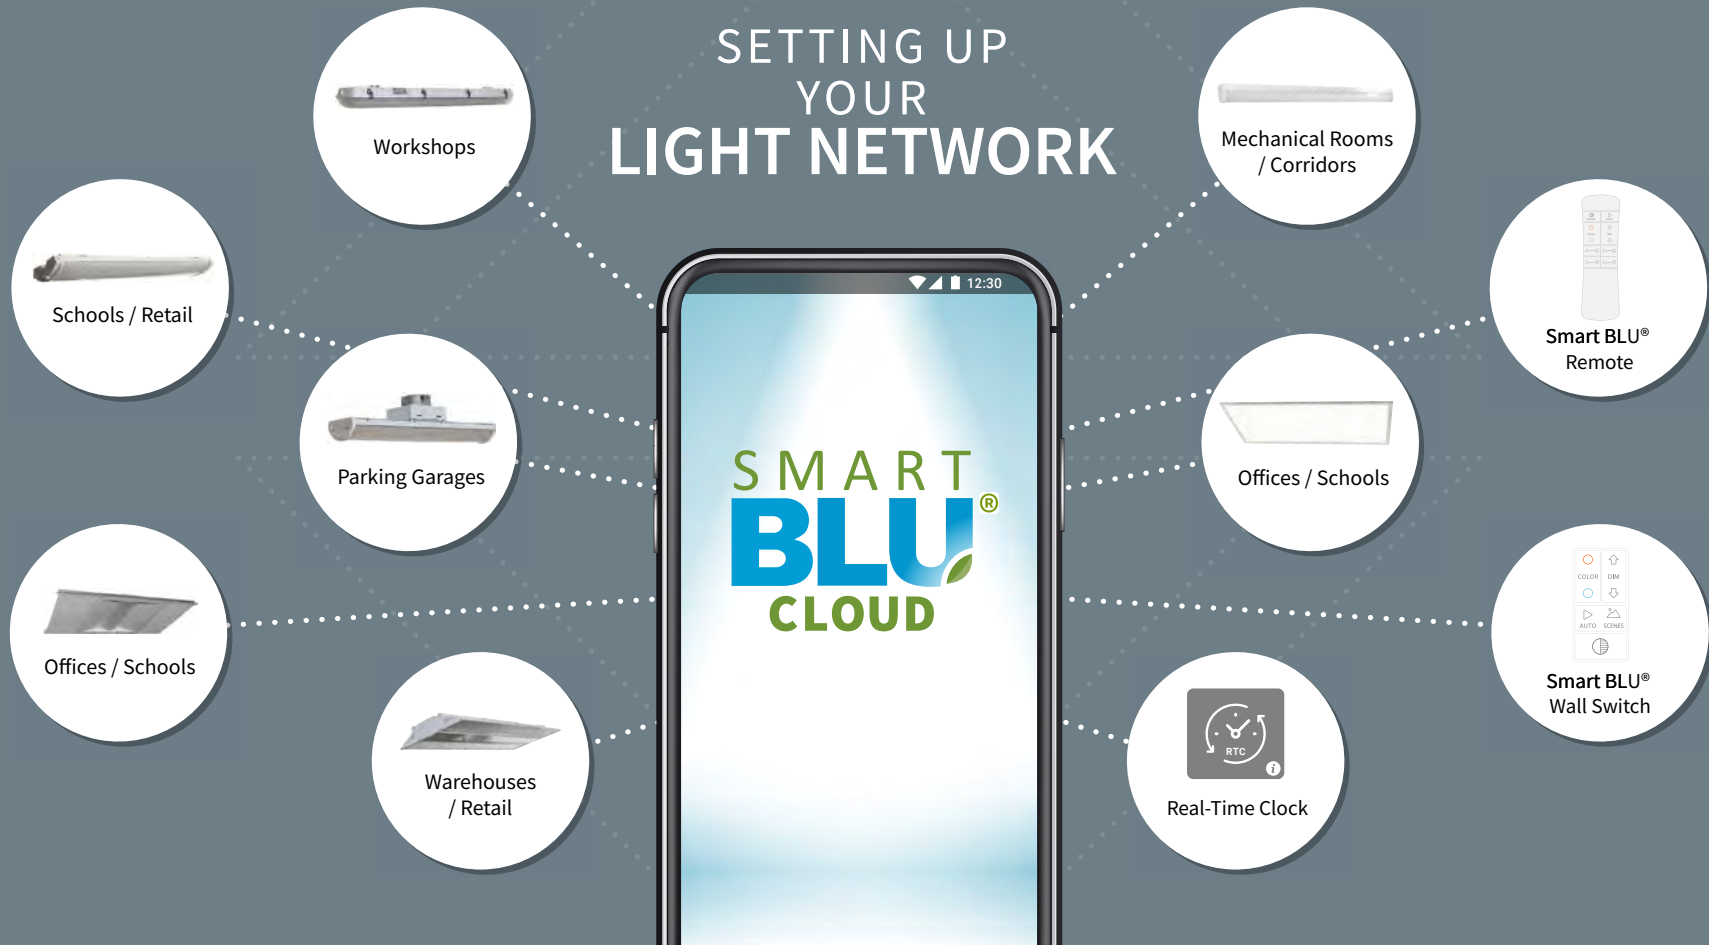 SETTING UP
YOUR
LIGHT NETWORK
Workshops
Mechanical Rooms
/ Corridors
Schools / Retail
Smart BLU®
Remote
12:30
Parking Garages
Offices / Schools
SMART
BLU®
CLOUD
Offices / Schools
COLOR DIM
AUTO SCENES
Smart BLU®
Wall Switch
Warehouses
/ Retail
RTC
i
Real-Time Clock